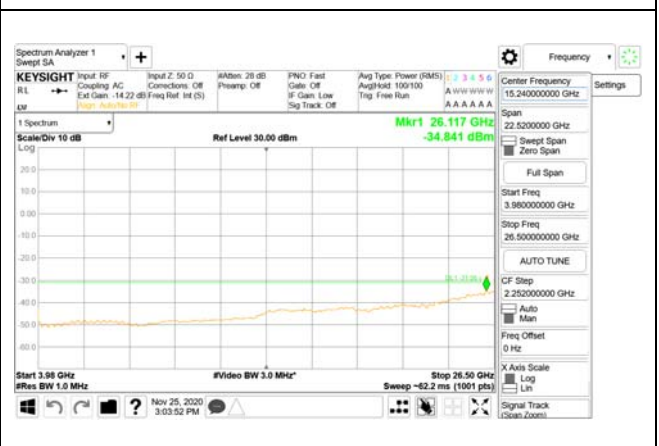 Spectrum Analyzer 1
Swept SA
Frequency
Settings
KEYSIGHT
RL
Input: RF
Coupling: AC
Ext Gain: -14.22 dB
Align: Auto/No RF
Input Z: 50 Ω
Corrections: Off
Freq Ref: Int (S)
#Atten: 28 dB
Preamp: Off
PNO: Fast
Gate: Off
IF Gain: Low
Sig Track: Off
Avg Type: Power (RMS)
Avg|Hold: 100/100
Trig: Free Run
1 2 3 4 5 6
A W W W W W
A A A A A A
1 Spectrum
Mkr1 26.117 GHz
-34.841 dBm
Scale/Div 10 dB
Ref Level 30.00 dBm
Log
20.0
10.0
0.00
-10.0
-20.0
-30.0
-40.0
-50.0
-60.0
Start 3.98 GHz
#Video BW 3.0 MHz*
Stop 26.50 GHz
#Res BW 1.0 MHz
Sweep ~62.2 ms (1001 pts)
Nov 25, 2020
3:03:52 PM
Center Frequency
15.240000000 GHz
Span
22.5200000 GHz
Swept Span
Zero Span
Full Span
Start Freq
3.980000000 GHz
Stop Freq
26.500000000 GHz
AUTO TUNE
CF Step
2.252000000 GHz
Auto
Man
Freq Offset
0 Hz
X Axis Scale
Log
Lin
Signal Track
(Span Zoom)